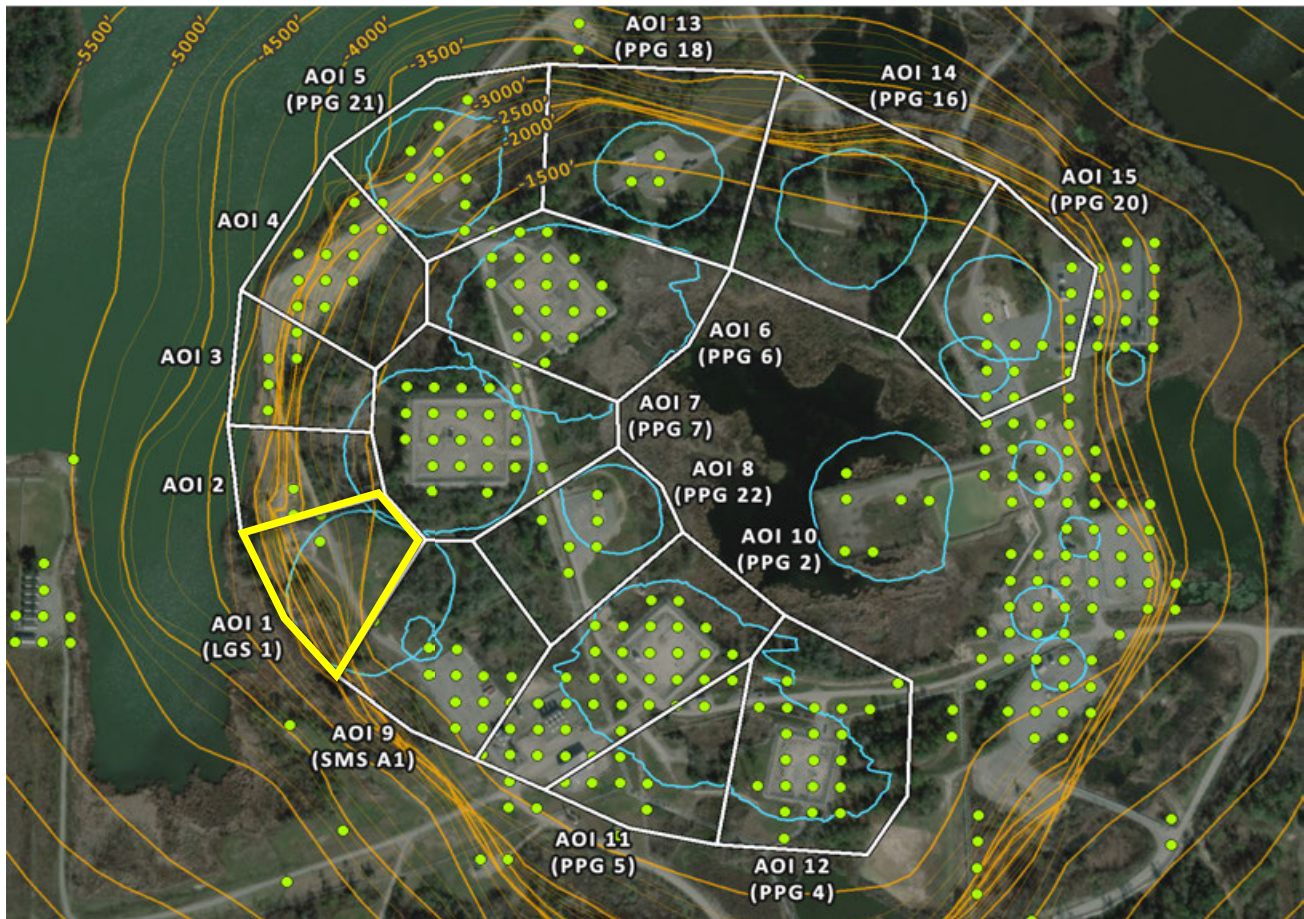 -5500'
-5000'
-4500'
-4000'
-3500'
-3000'
-2500'
-2000'
-1500'
AOI 13
(PPG 18)
AOI 14
(PPG 16)
AOI 5
(PPG 21)
AOI 15
(PPG 20)
AOI 4
AOI 3
AOI 6
(PPG 6)
AOI 7
(PPG 7)
AOI 2
AOI 8
(PPG 22)
AOI 10
(PPG 2)
AOI 1
(LGS 1)
AOI 9
(SMS A1)
AOI 11
(PPG 5)
AOI 12
(PPG 4)